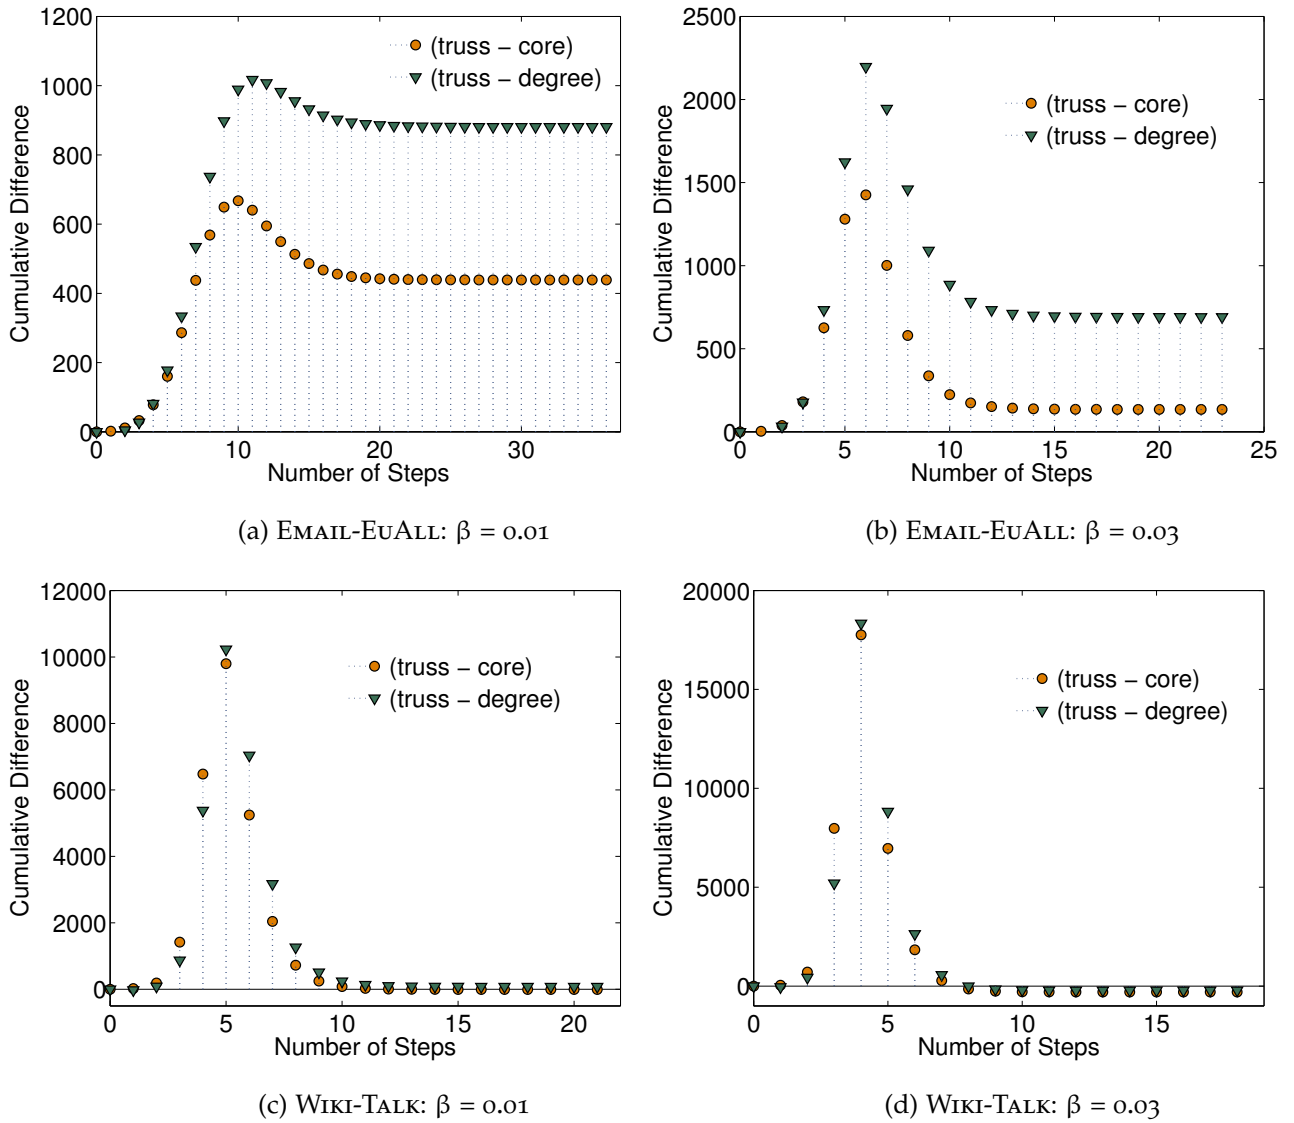 1200
1000
800
600
400
200
0
0
10
20
30
Cumulative Difference
Number of Steps
(truss − core)
(truss − degree)
(a) Email-EuAll: β = 0.01
2500
2000
1500
1000
500
0
0
5
10
15
20
25
Cumulative Difference
Number of Steps
(truss − core)
(truss − degree)
(b) Email-EuAll: β = 0.03
12000
10000
8000
6000
4000
2000
0
0
5
10
15
20
Cumulative Difference
Number of Steps
(truss − core)
(truss − degree)
(c) Wiki-Talk: β = 0.01
20000
15000
10000
5000
0
0
5
10
15
Cumulative Difference
Number of Steps
(truss − core)
(truss − degree)
(d) Wiki-Talk: β = 0.03